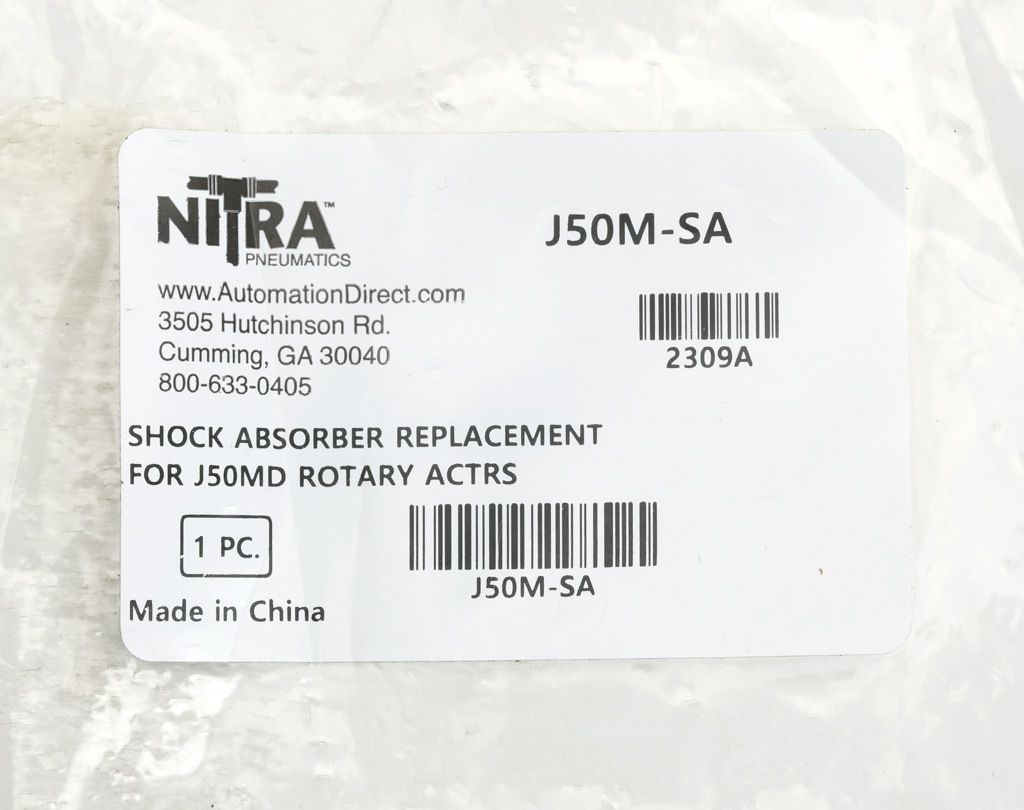 NITRA™
PNEUMATICS
J50M-SA
www.AutomationDirect.com
3505 Hutchinson Rd.
Cumming, GA 30040
800-633-0405
2309A
SHOCK ABSORBER REPLACEMENT
FOR J50MD ROTARY ACTRS
1 PC.
J50M-SA
Made in China